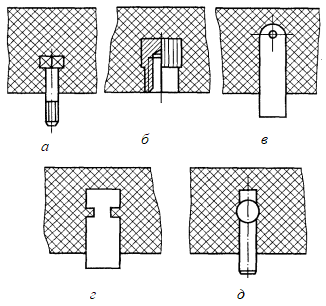 а б в
г д